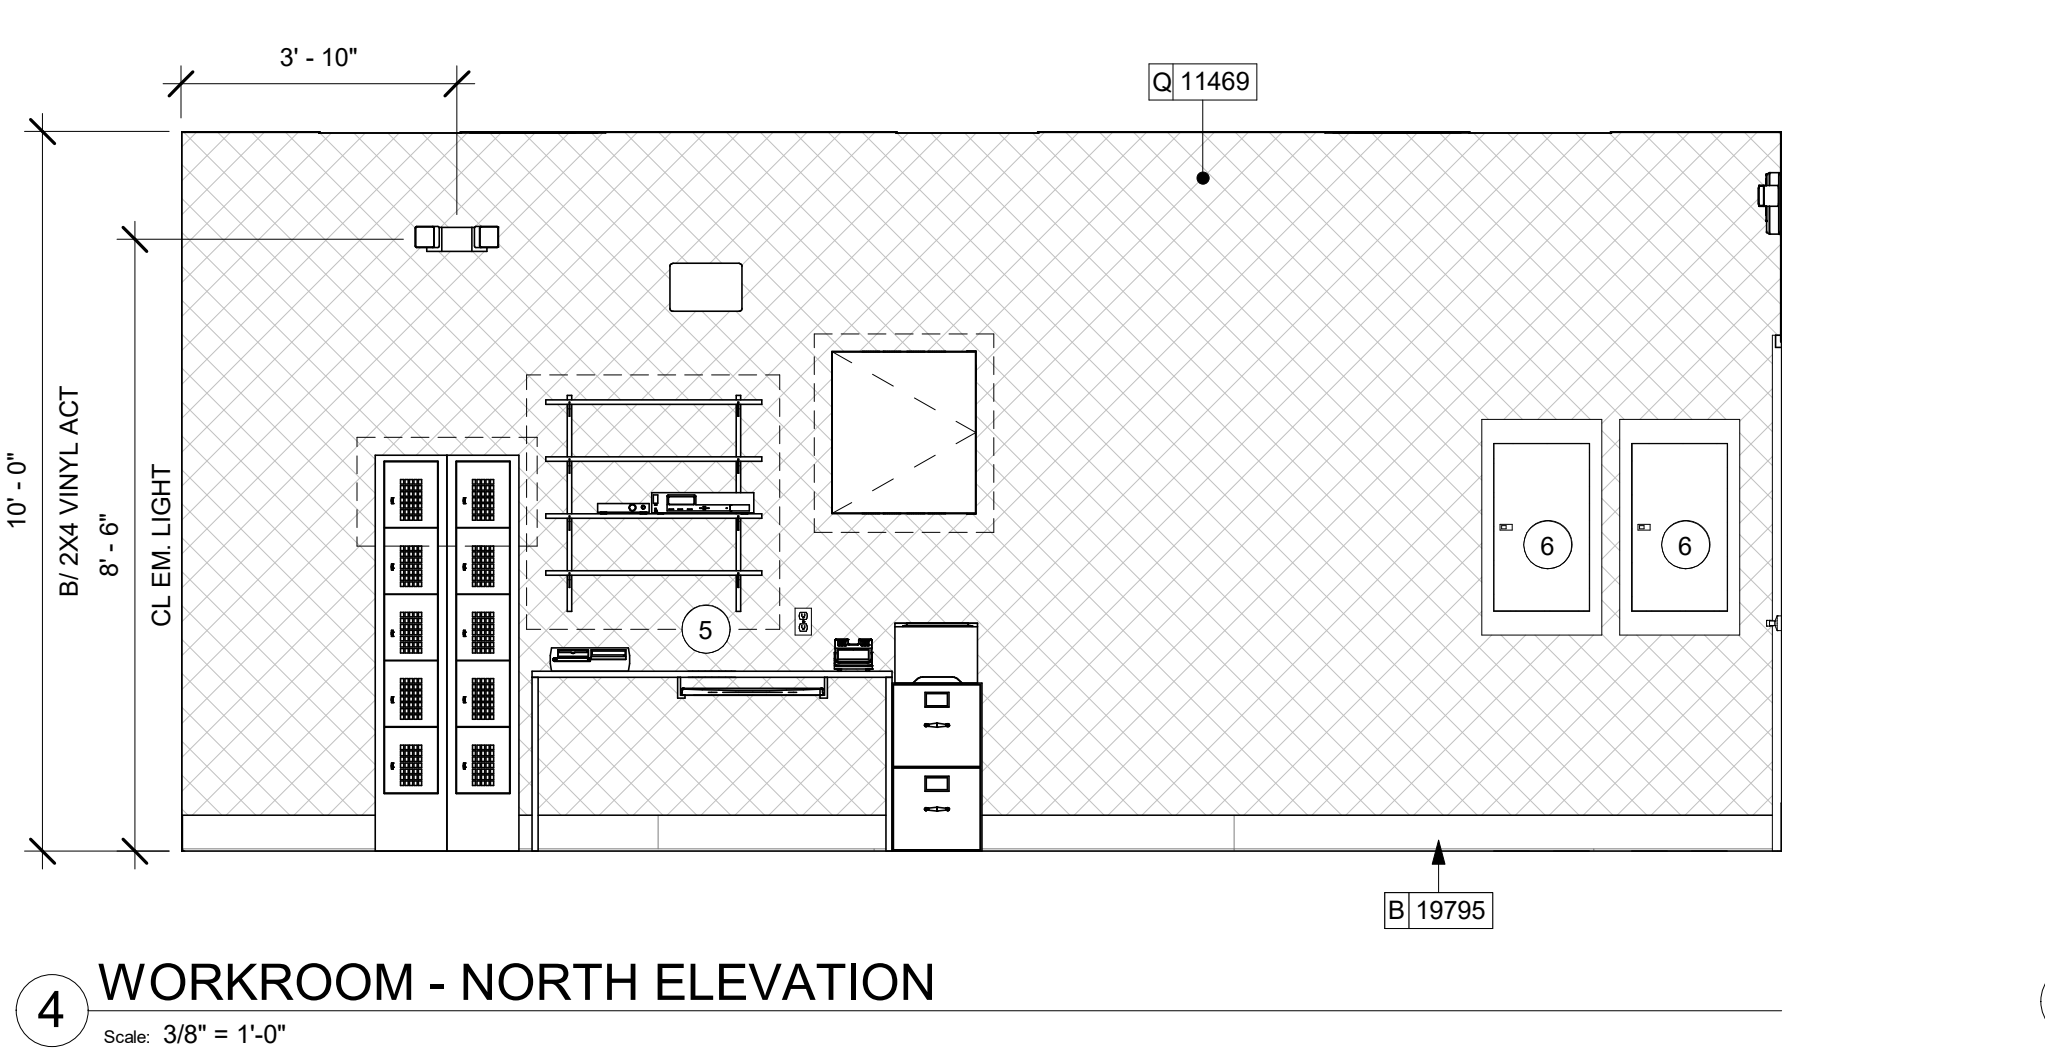 3' - 10"
Q 11469
10' - 0"
B/ 2X4 VINYL ACT
8' - 6"
CL EM. LIGHT
6
6
5
B 19795
4
WORKROOM - NORTH ELEVATION
Scale: 3/8" = 1'-0"